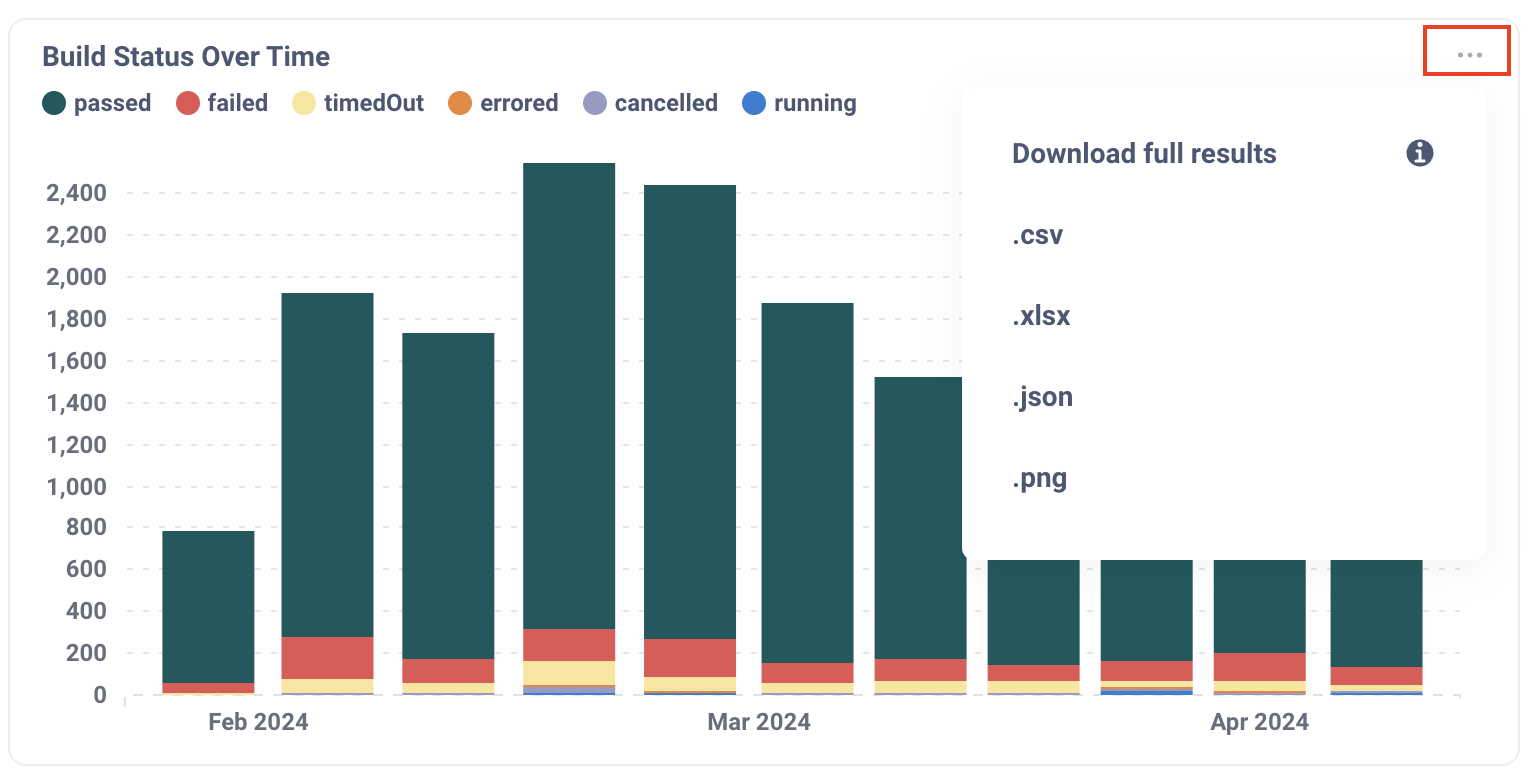 Build Status Over Time
...
passed failed timedOut errored cancelled running
Download full results
.csv
.xlsx
.json
.png
2,400
2,200
2,000
1,800
1,600
1,400
1,200
1,000
800
600
400
200
0
Feb 2024 Mar 2024 Apr 2024